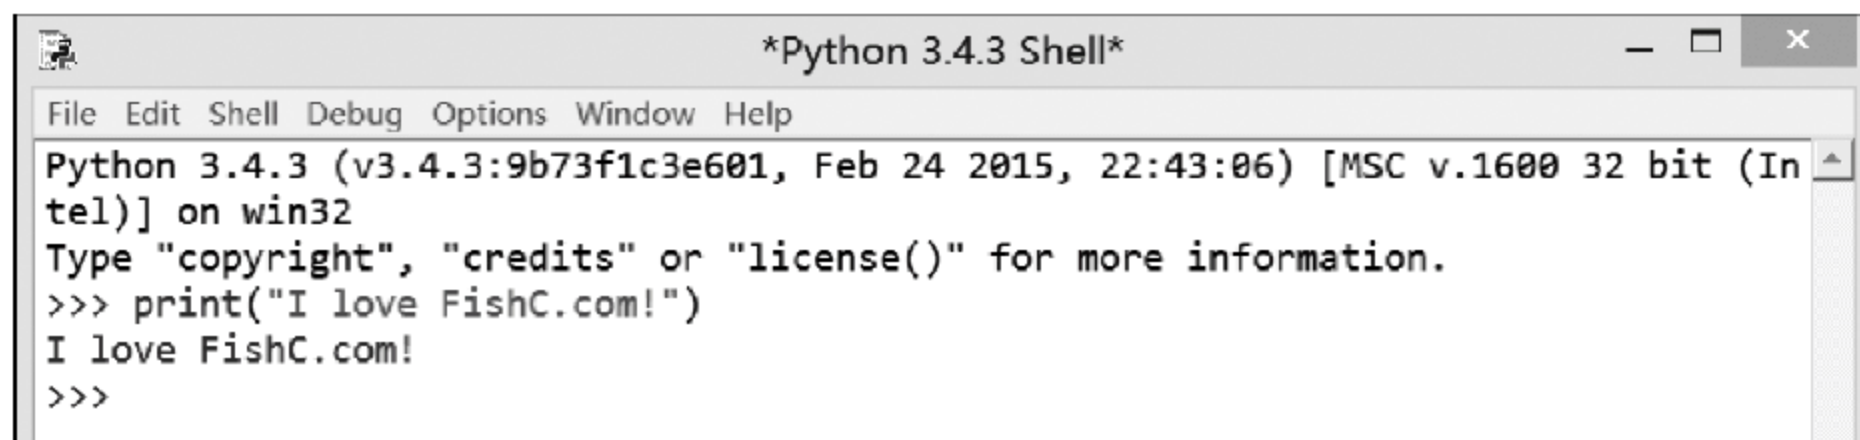 *Python 3.4.3 Shell*
File Edit Shell Debug Options Window Help
Python 3.4.3 (v3.4.3:9b73f1c3e601, Feb 24 2015, 22:43:06) [MSC v.1600 32 bit (In
tel)] on win32
Type "copyright", "credits" or "license()" for more information.
>>> print("I love FishC.com!")
I love FishC.com!
>>>